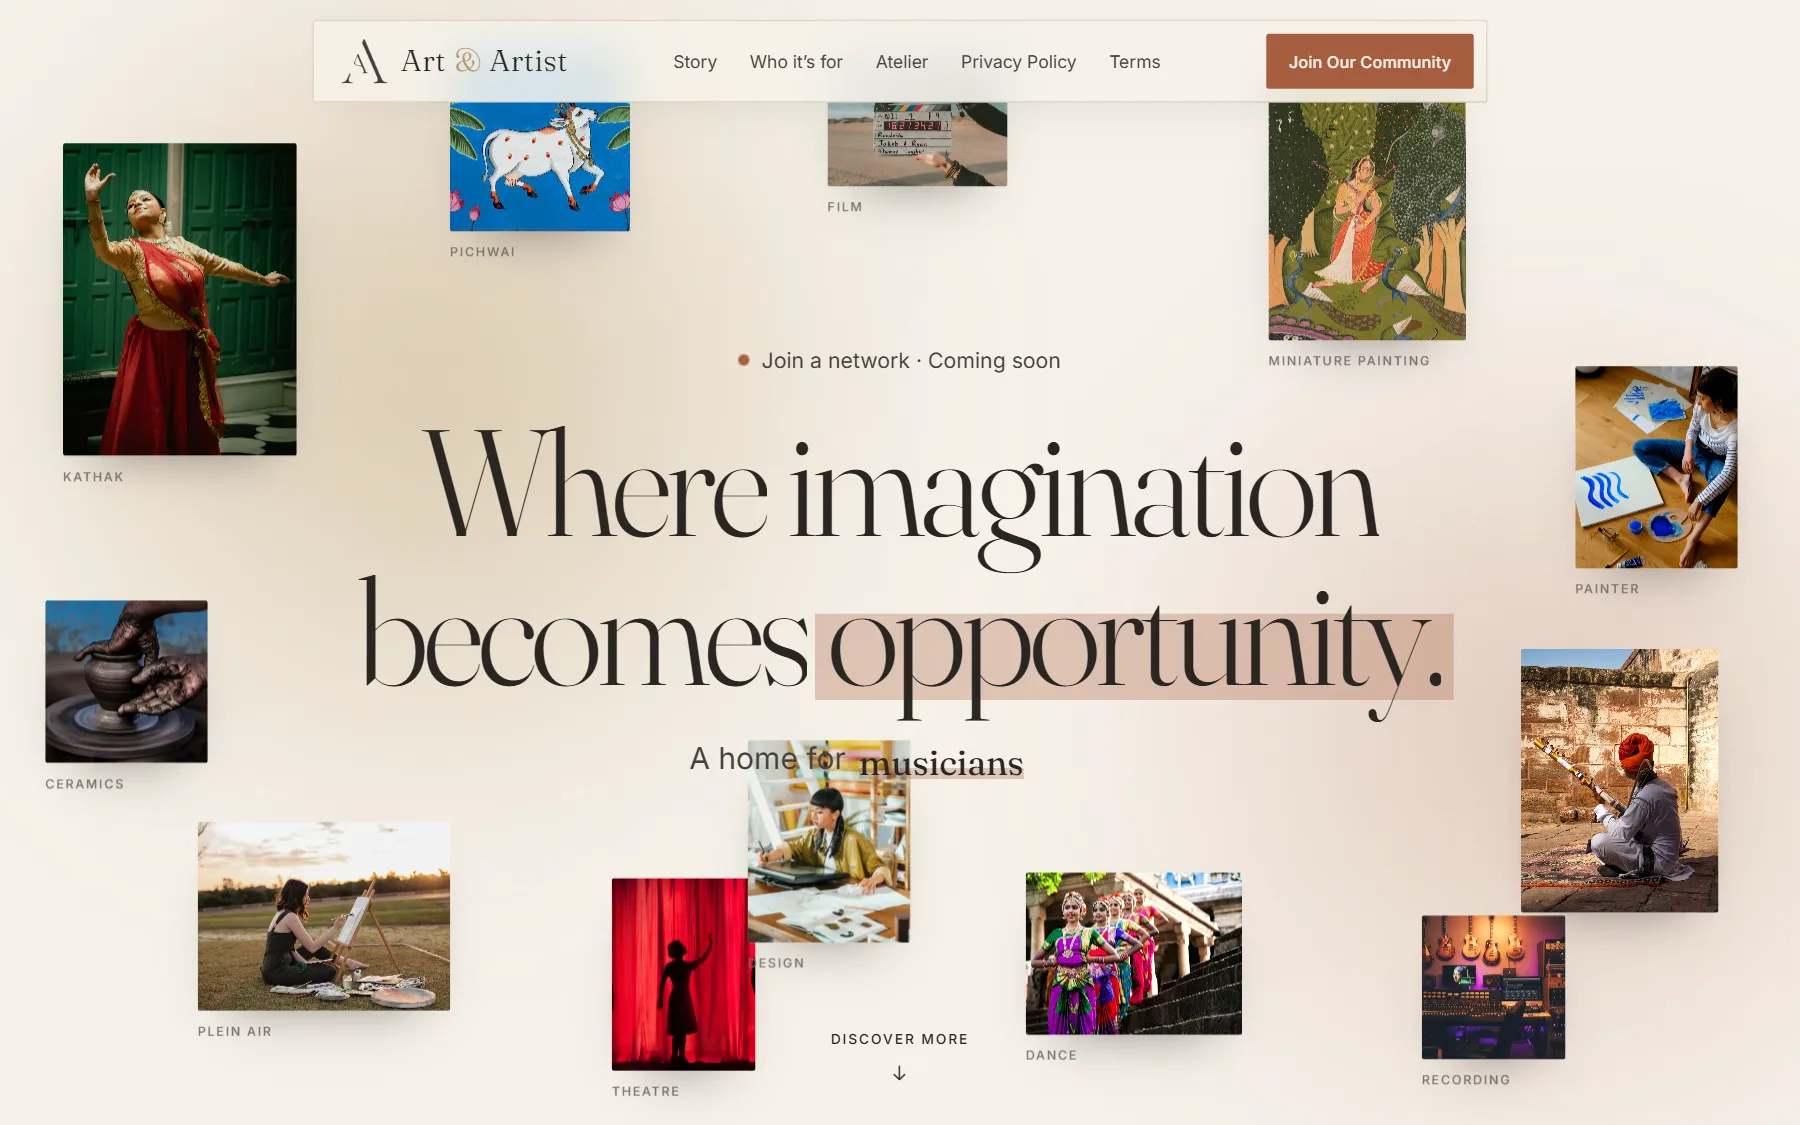 Art & Artist
Story
Who it's for
Atelier
Privacy Policy
Terms
Join Our Community
PICHWAI
FILM
MINIATURE PAINTING
KATHAK
Join a network · Coming soon
Where imagination
becomes opportunity.
A home for musicians
PAINTER
CERAMICS
PLEIN AIR
THEATRE
DESIGN
DISCOVER MORE
DANCE
RECORDING